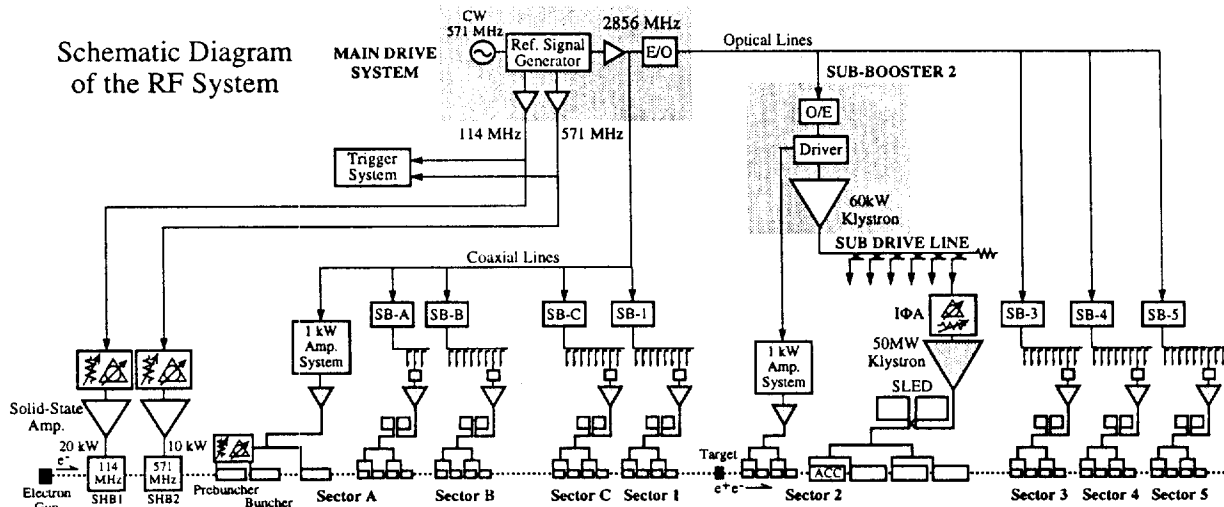 Schematic Diagram
of the RF System
MAIN DRIVE
SYSTEM
CW
571 MHz
Ref. Signal
Generator
2856 MHz
E/O
Optical Lines
114 MHz
571 MHz
Trigger
System
SUB-BOOSTER 2
O/E
Driver
60kW
Klystron
SUB DRIVE LINE
Coaxial Lines
1 kW
Amp.
System
SB-A
SB-B
SB-C
SB-1
1 kW
Amp.
System
IΦA
50MW
Klystron
SLED
SB-3
SB-4
SB-5
Solid-State
Amp.
20 kW
10 kW
e-
Electron
Gun
114
MHz
SHB1
571
MHz
SHB2
Prebuncher
Buncher
Sector A
Sector B
Sector C
Sector 1
Target
e+e-
Sector 2
ACC
Sector 3
Sector 4
Sector 5